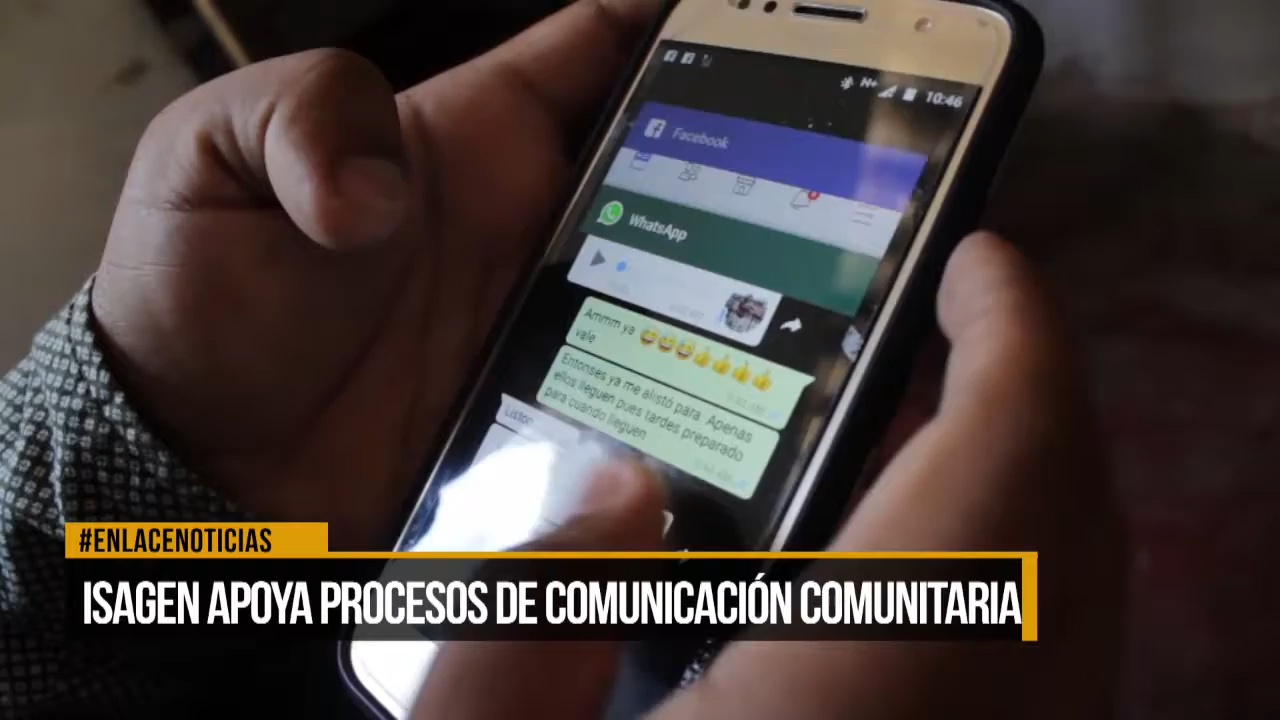 10:46
Facebook
WhatsApp
Ammm ya 😅😅😅👍👍👍👍
vale
Entonses ya me alistó para. Apenas
ellos lleguen pues tardes preparado
para cuando lleguen
Liston
#ENLACENOTICIAS
ISAGEN APOYA PROCESOS DE COMUNICACIÓN COMUNITARIA